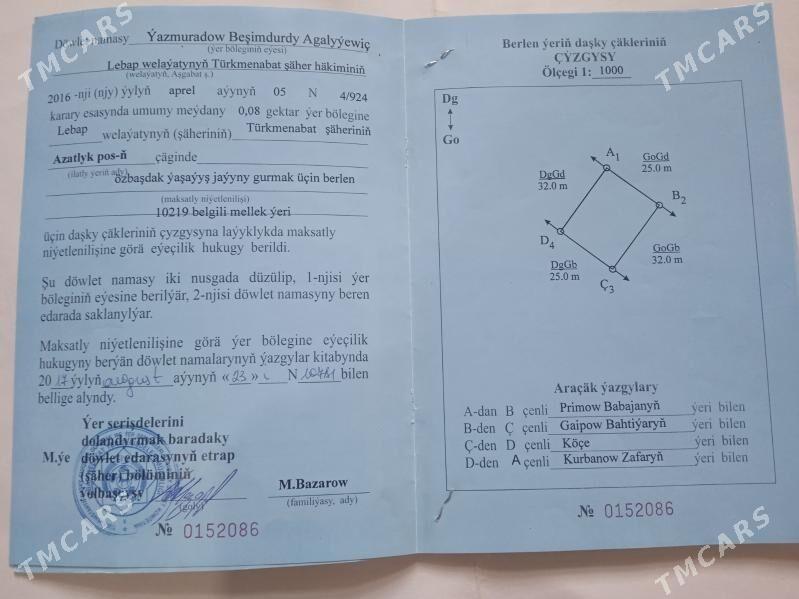 Döwlet namasy Ýazmuradow Beşimdurdy Agalyýewiç
(ýer böleginiň eýesi)
Lebap welaýatynyň Türkmenabat şäher häkiminiň
(welaýatyň, Aşgabat ş.)
2016 -nji (njy) ýylyň aprel aýynyň 05 N 4/924
karary esasynda umumy meýdany 0,08 gektar ýer bölegine
Lebap welaýatynyň (şäheriniň) Türkmenabat şäheriniň
Azatlyk pos-ň çäginde
(ilatly ýeriň ady)
özbaşdak ýaşaýyş jaýyny gurmak üçin berlen
(maksatly niýetlenilişi)
10219 belgili mellek ýeri
üçin daşky çäkleriniň çyzgysyna laýyklykda maksatly
niýetlenilişine görä eýeçilik hukugy berildi.
Şu döwlet namasy iki nusgada düzülip, 1-njisi ýer
böleginiň eýesine berilýär, 2-njisi döwlet namasyny beren
edarada saklanylýar.
Maksatly niýetlenilişine görä ýer bölegine eýeçilik
hukugyny berýän döwlet namalarynyň ýazgylar kitabynda
20 17 ýylyň awgust aýynyň « 23 » N bilen
bellige alyndy.
Ýer serişdelerini
dolandyrmak baradaky
M.ýe döwlet edarasynyň etrap
(şäher) bölüminiň
ýolbaşçysy
(goly)
M.Bazarow
(familiýasy, ady)
№ 0152086
Berlen ýeriň daşky çäkleriniň
ÇYZGYSY
Ölçegi 1: 1000
Dg
Go
A1
GoGd
25.0 m
DgGd
32.0 m
B2
D4
GoGb
32.0 m
DgGb
25.0 m
Ç3
Araçäk ýazgylary
A-dan B çenli Primow Babajanyň ýeri bilen
B-den Ç çenli Gaipow Bahtiýaryň ýeri bilen
Ç-den D çenli Köçe ýeri bilen
D-den A çenli Kurbanow Zafaryň ýeri bilen
№ 0152086
TMCARS
TMCARS
TMCARS
TMCARS